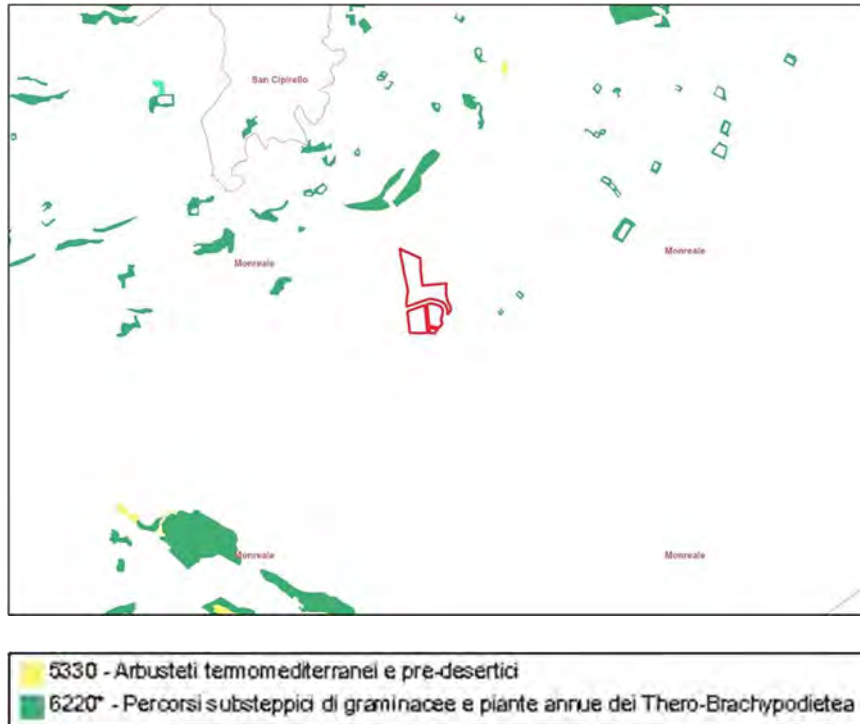 San Cipirello
Monreale
Monreale
Monreale
Monreale
5330 - Arbusteti termomediterranei e pre-desertici
6220* - Percorsi substeppici di graminacee e piante annue dei Thero-Brachypodietea